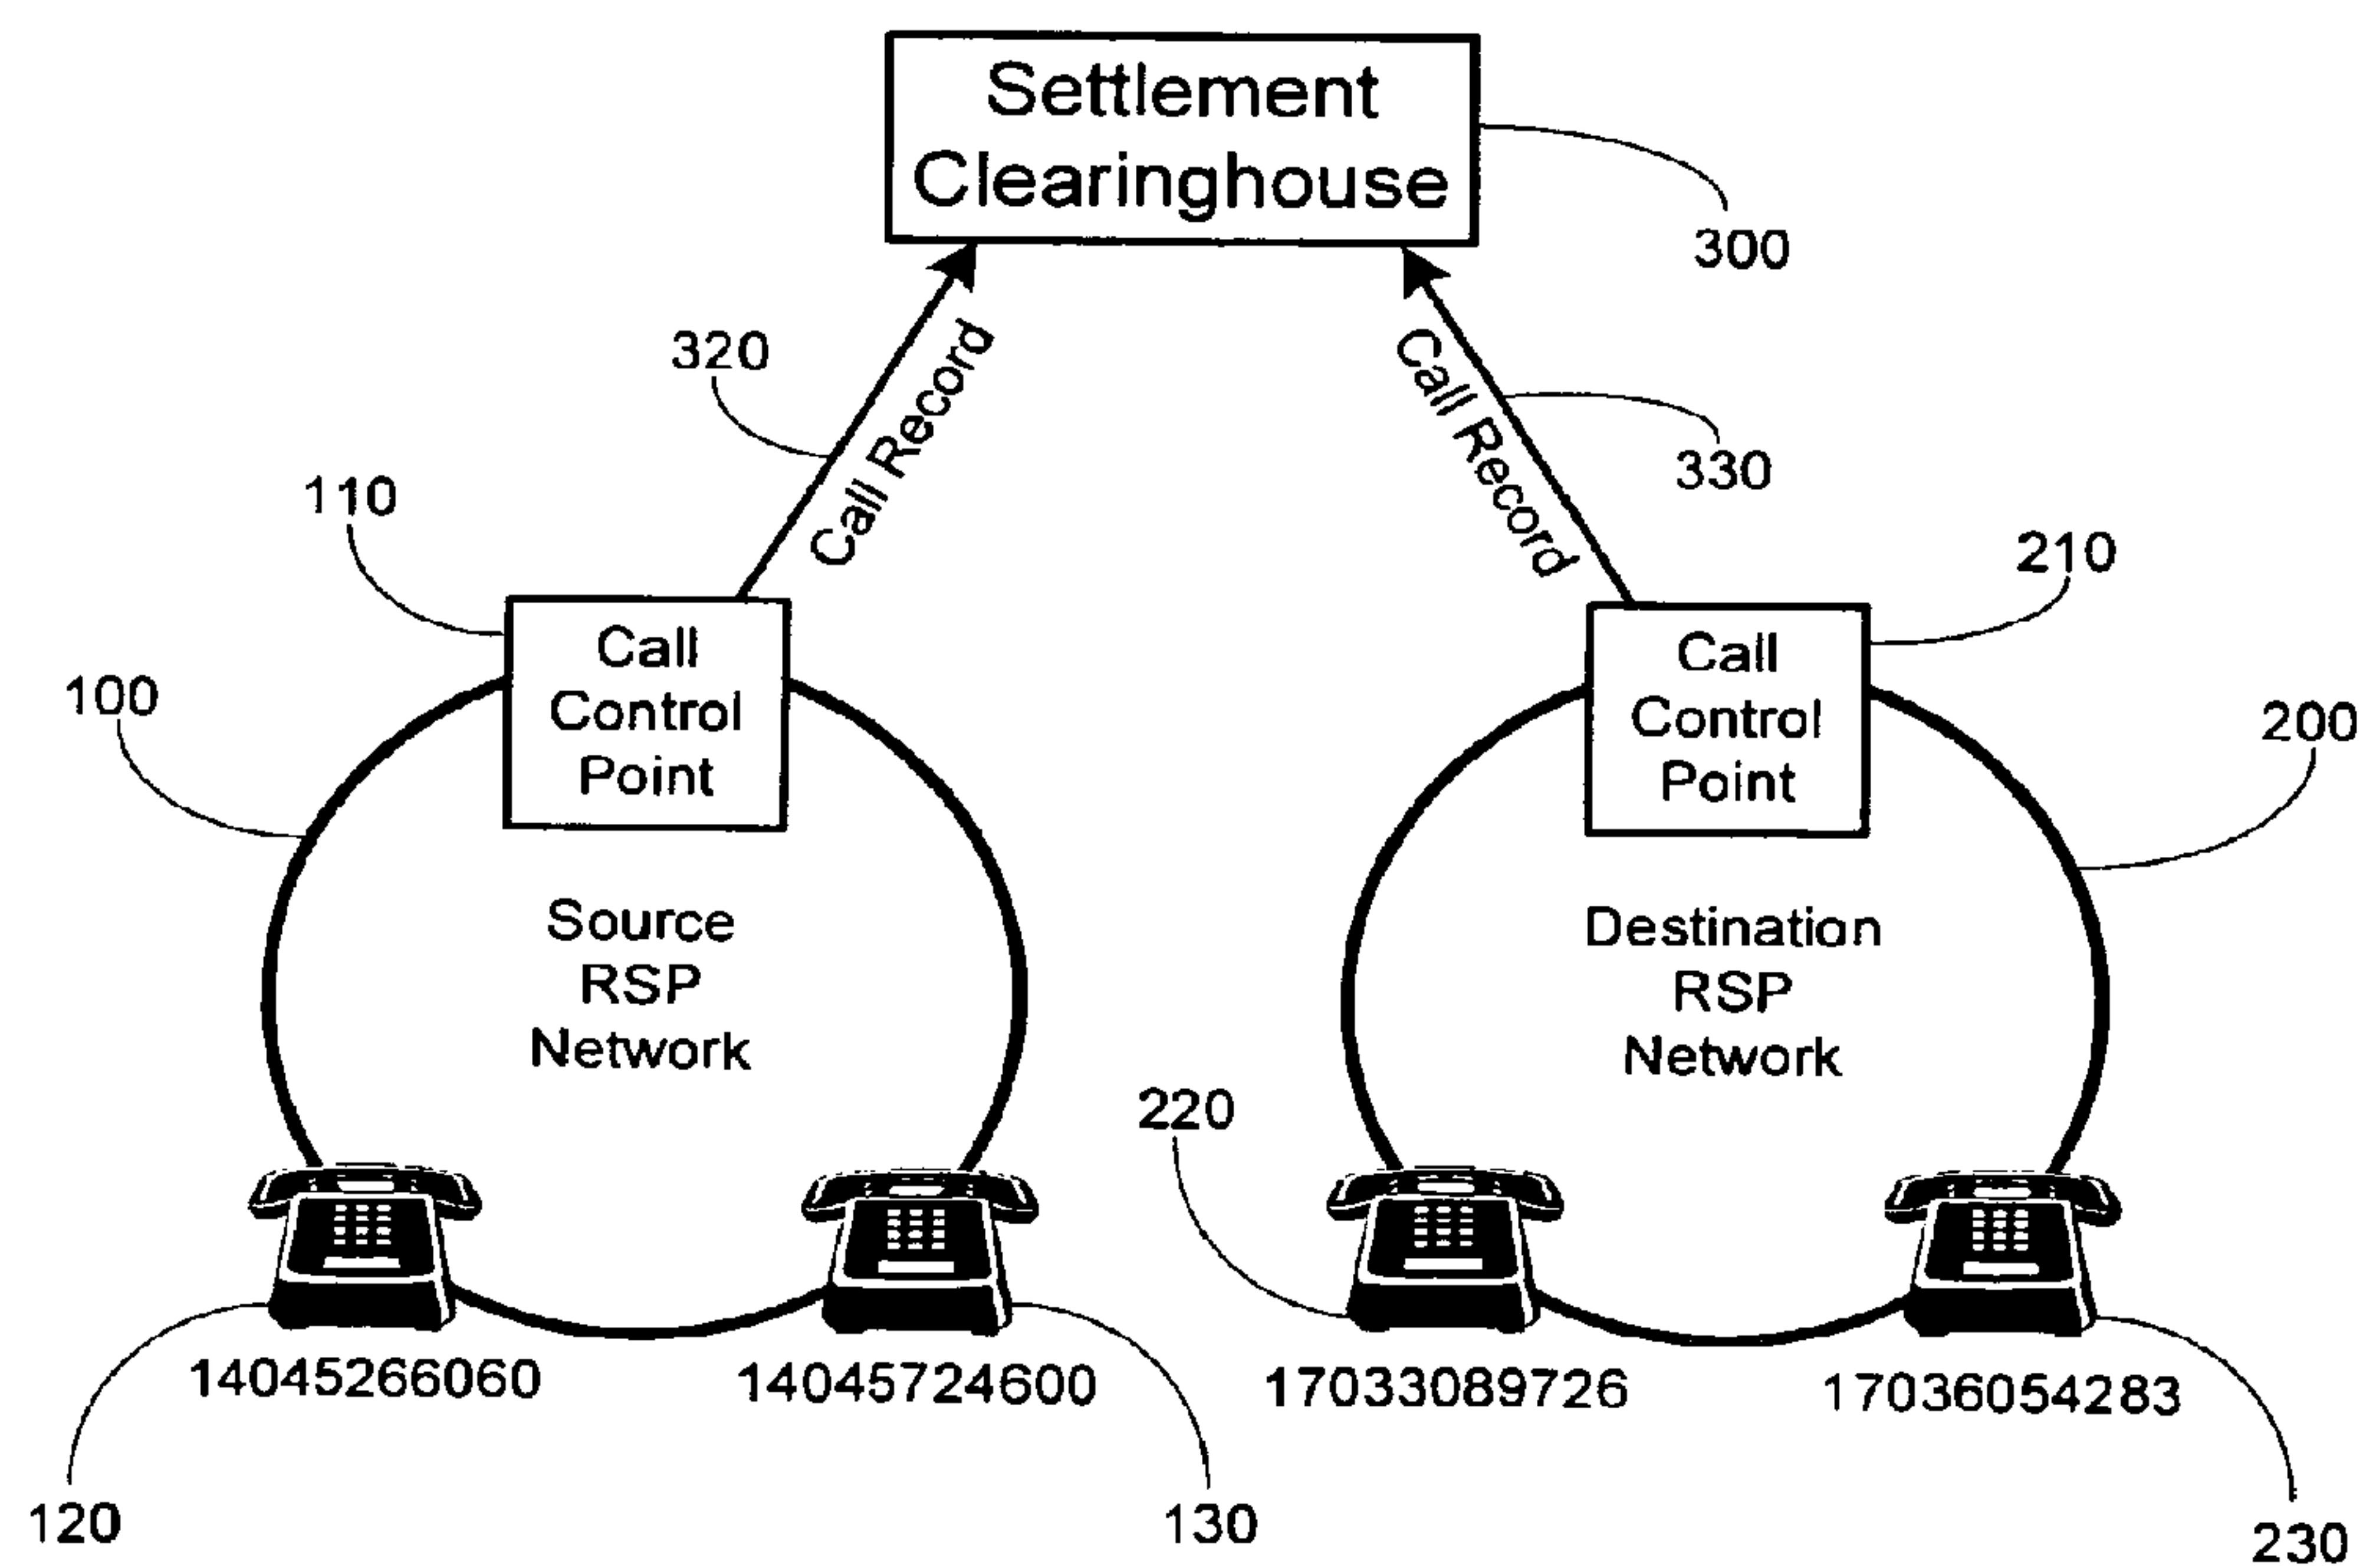 Settlement
Clearinghouse
300
320
Call Record
Call Record
330
110
210
Call
Control
Point
Call
Control
Point
100
200
Source
RSP
Network
Destination
RSP
Network
220
14045266060
14045724600
17033089726
17036054283
120
130
230